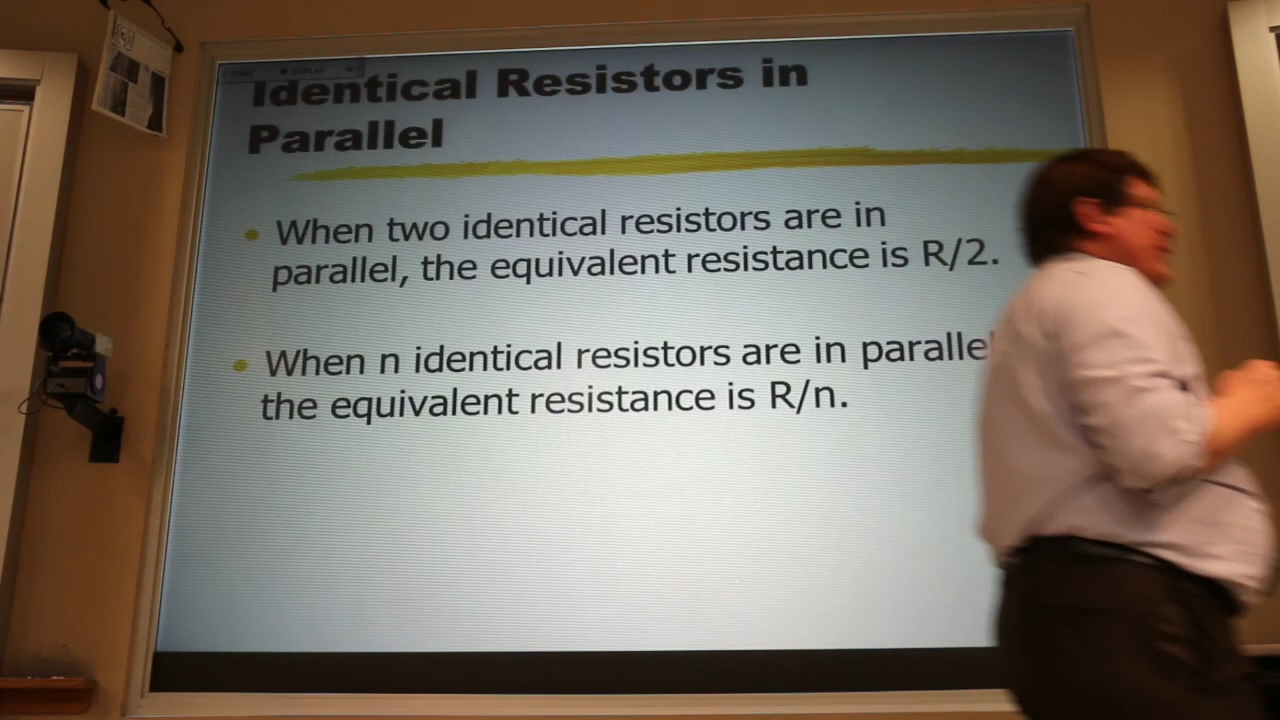 DISPLAY
Identical Resistors in
Parallel
When two identical resistors are in
parallel, the equivalent resistance is R/2.
When n identical resistors are in paralle
the equivalent resistance is R/n.